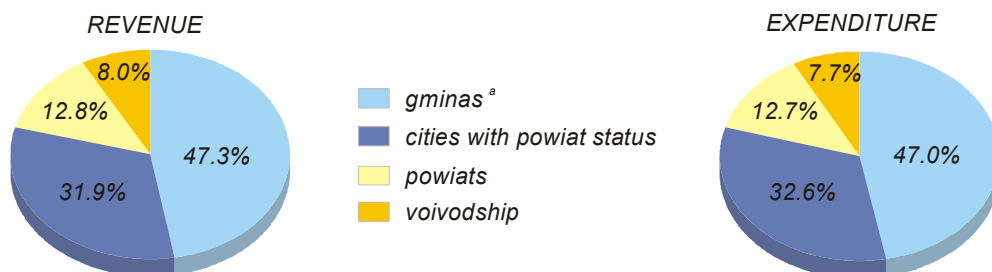 REVENUE
8.0%
12.8%
47.3%
31.9%
gminas ᵃ
cities with powiat status
powiats
voivodship
EXPENDITURE
7.7%
12.7%
47.0%
32.6%